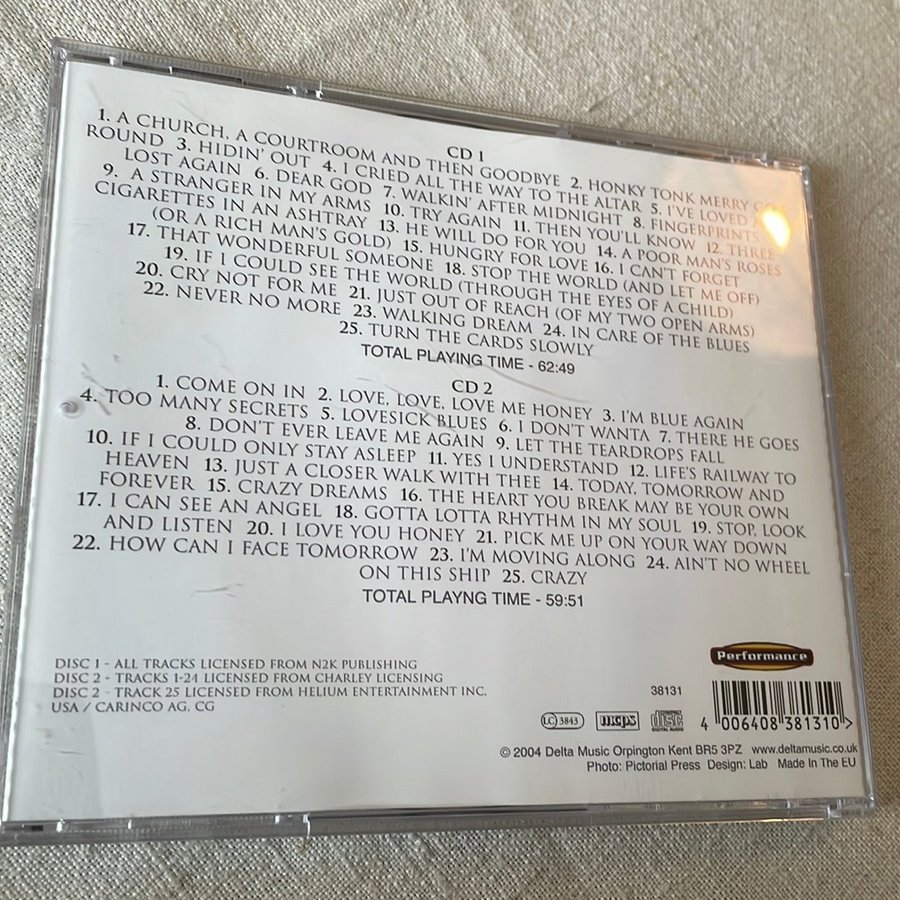 CD 1
1. A CHURCH, A COURTROOM AND THEN GOODBYE 2. HONKY TONK MERRY GO
ROUND 3. HIDIN' OUT 4. I CRIED ALL THE WAY TO THE ALTAR 5. I'VE LOVED
LOST AGAIN 6. DEAR GOD 7. WALKIN' AFTER MIDNIGHT 8. FINGERPRINTS
9. A STRANGER IN MY ARMS 10. TRY AGAIN 11. THEN YOU'LL KNOW 12. THREE
CIGARETTES IN AN ASHTRAY 13. HE WILL DO FOR YOU 14. A POOR MAN'S ROSES
(OR A RICH MAN'S GOLD) 15. HUNGRY FOR LOVE 16. I CAN'T FORGET
17. THAT WONDERFUL SOMEONE 18. STOP THE WORLD (AND LET ME OFF)
19. IF I COULD SEE THE WORLD (THROUGH THE EYES OF A CHILD)
20. CRY NOT FOR ME 21. JUST OUT OF REACH (OF MY TWO OPEN ARMS)
22. NEVER NO MORE 23. WALKING DREAM 24. IN CARE OF THE BLUES
25. TURN THE CARDS SLOWLY
TOTAL PLAYING TIME - 62:49
CD 2
1. COME ON IN 2. LOVE, LOVE, LOVE ME HONEY 3. I'M BLUE AGAIN
4. TOO MANY SECRETS 5. LOVESICK BLUES 6. I DON'T WANTA 7. THERE HE GOES
8. DON'T EVER LEAVE ME AGAIN 9. LET THE TEARDROPS FALL
10. IF I COULD ONLY STAY ASLEEP 11. YES I UNDERSTAND 12. LIFE'S RAILWAY TO
HEAVEN 13. JUST A CLOSER WALK WITH THEE 14. TODAY, TOMORROW AND
FOREVER 15. CRAZY DREAMS 16. THE HEART YOU BREAK MAY BE YOUR OWN
17. I CAN SEE AN ANGEL 18. GOTTA LOTTA RHYTHM IN MY SOUL 19. STOP, LOOK
AND LISTEN 20. I LOVE YOU HONEY 21. PICK ME UP ON YOUR WAY DOWN
22. HOW CAN I FACE TOMORROW 23. I'M MOVING ALONG 24. AIN'T NO WHEEL
ON THIS SHIP 25. CRAZY
TOTAL PLAYNG TIME - 59:51
DISC 1 - ALL TRACKS LICENSED FROM N2K PUBLISHING
DISC 2 - TRACKS 1-24 LICENSED FROM CHARLEY LICENSING
DISC 2 - TRACK 25 LICENSED FROM HELIUM ENTERTAINMENT INC.
USA / CARINCO AG. CG
Performance
38131
LC 3843 mcps COMPACT disc DIGITAL AUDIO
4 006408 381310 >
© 2004 Delta Music Orpington Kent BR5 3PZ www.deltamusic.co.uk
Photo: Pictorial Press Design: Lab Made In The EU